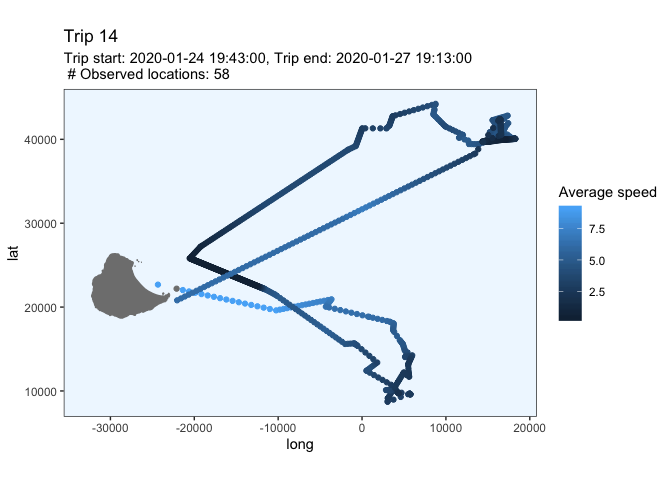 Trip 14
Trip start: 2020-01-24 19:43:00, Trip end: 2020-01-27 19:13:00
# Observed locations: 58
40000
30000
20000
10000
lat
-30000 -20000 -10000 0 10000 20000
long
Average speed
7.5
5.0
2.5